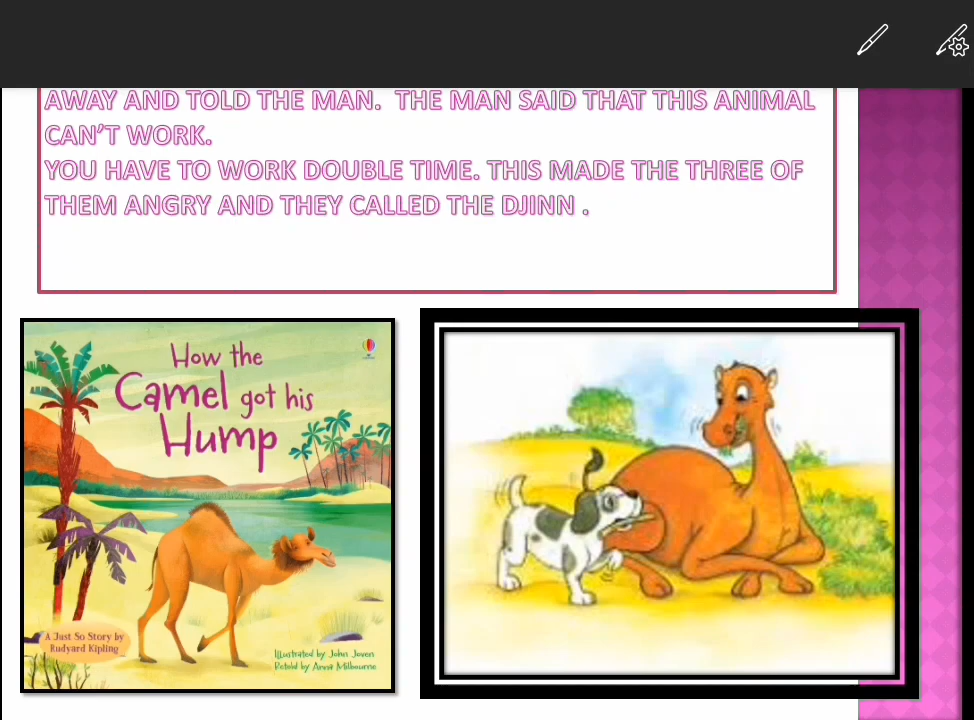 AWAY AND TOLD THE MAN. THE MAN SAID THAT THIS ANIMAL
CAN'T WORK.
YOU HAVE TO WORK DOUBLE TIME. THIS MADE THE THREE OF
THEM ANGRY AND THEY CALLED THE DJINN .
How the
Camel got his
Hump
A Just So Story by
Rudyard Kipling
Illustrated by John Joven
Retold by Anna Milbourne